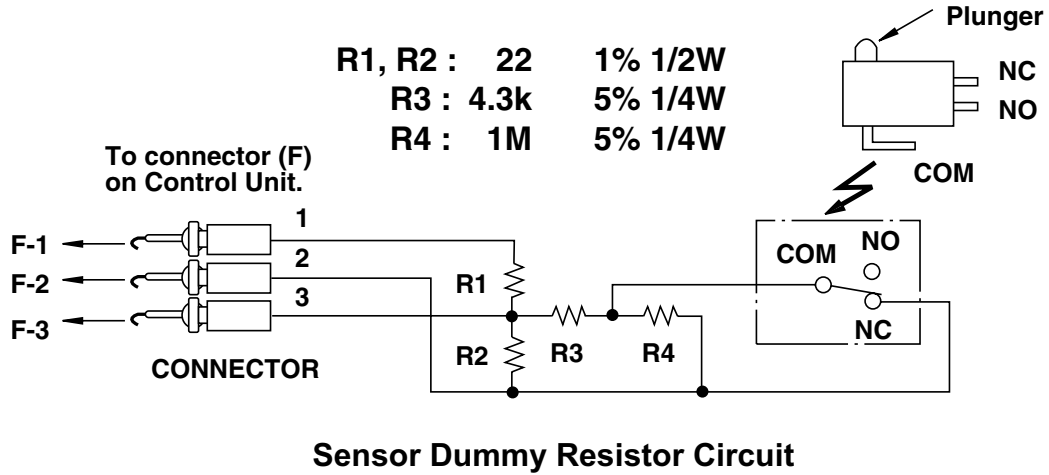 Plunger
R1, R2 : 22 1% 1/2W
R3 : 4.3k 5% 1/4W
R4 : 1M 5% 1/4W
NC
NO
COM
To connector (F)
on Control Unit.
F-1
1
F-2
2
F-3
3
CONNECTOR
R1
R2
R3
R4
COM
NO
NC
Sensor Dummy Resistor Circuit